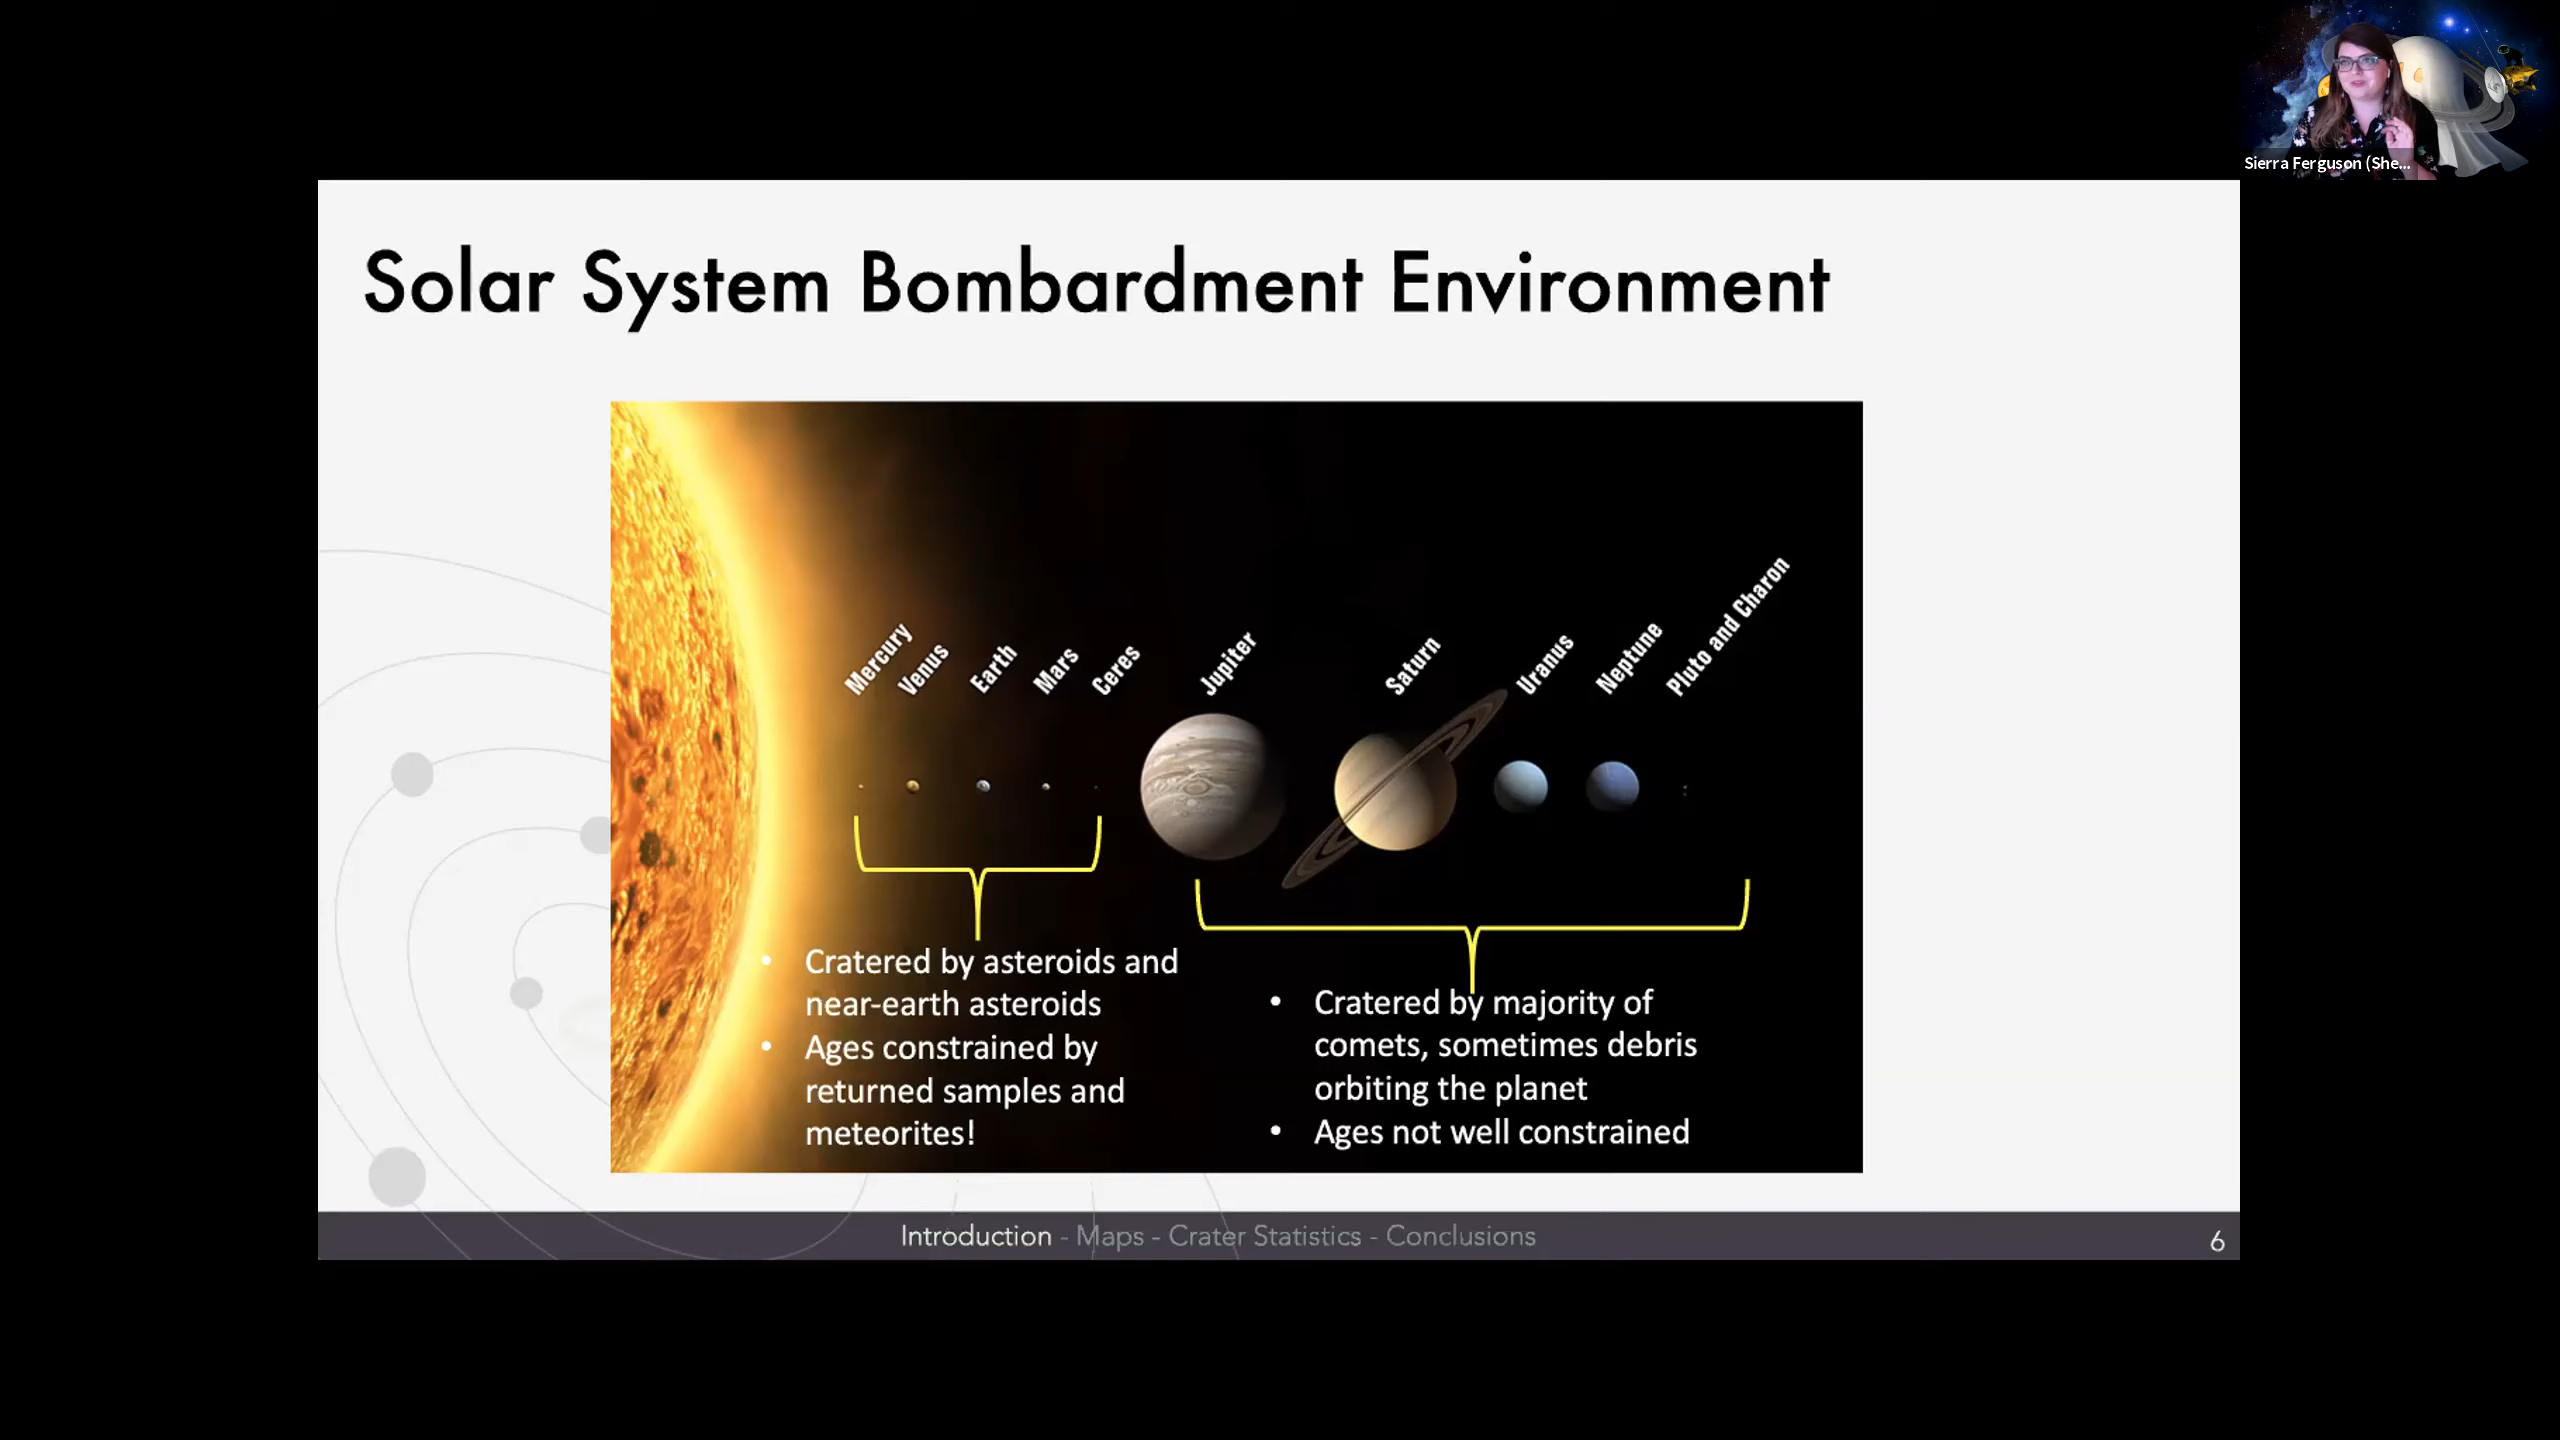 Sierra Ferguson (She...
Solar System Bombardment Environment
Mercury
Venus
Earth
Mars
Ceres
Jupiter
Saturn
Uranus
Neptune
Pluto and Charon
• Cratered by asteroids and
near-earth asteroids
• Ages constrained by
returned samples and
meteorites!
• Cratered by majority of
comets, sometimes debris
orbiting the planet
• Ages not well constrained
Introduction - Maps - Crater Statistics - Conclusions
6